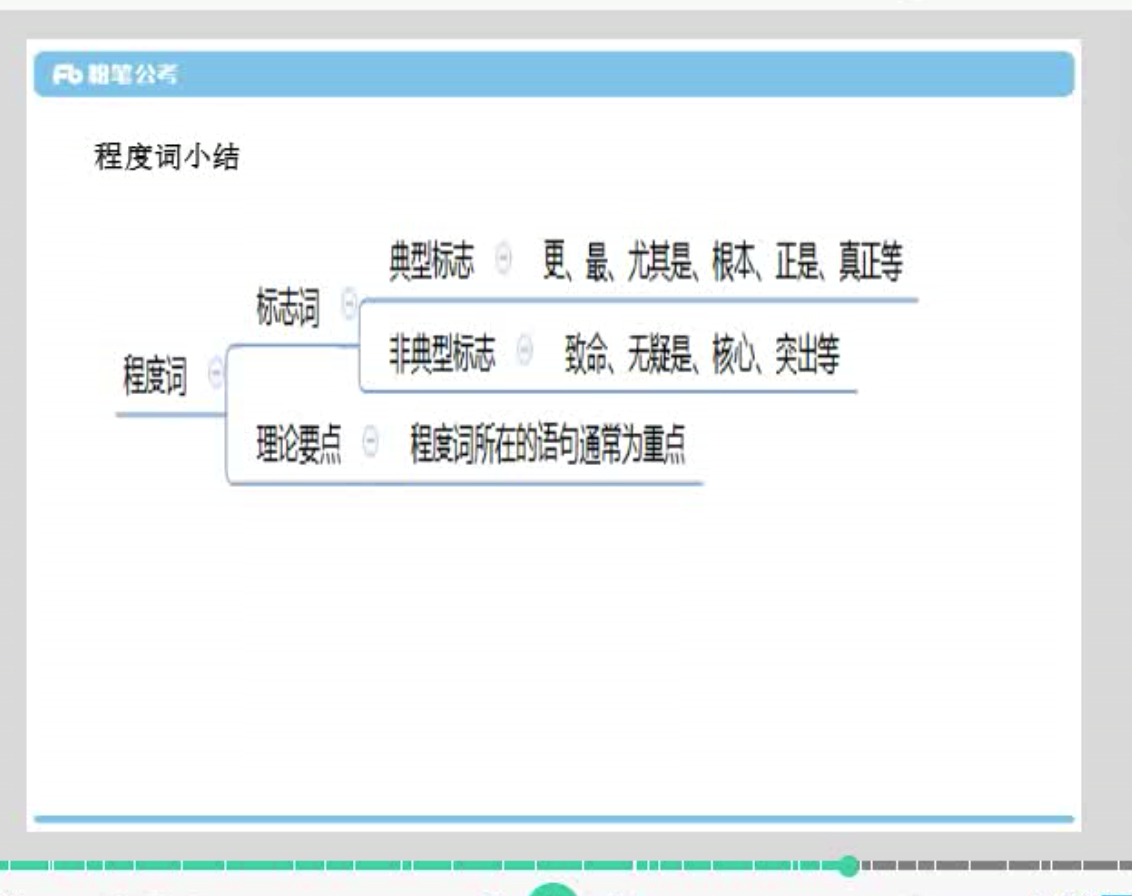 Fb 粉笔公考
程度词小结
典型标志 更、最、尤其是、根本、正是、真正等
标志词
非典型标志 致命、无疑是、核心、突出等
程度词
理论要点 程度词所在的语句通常为重点